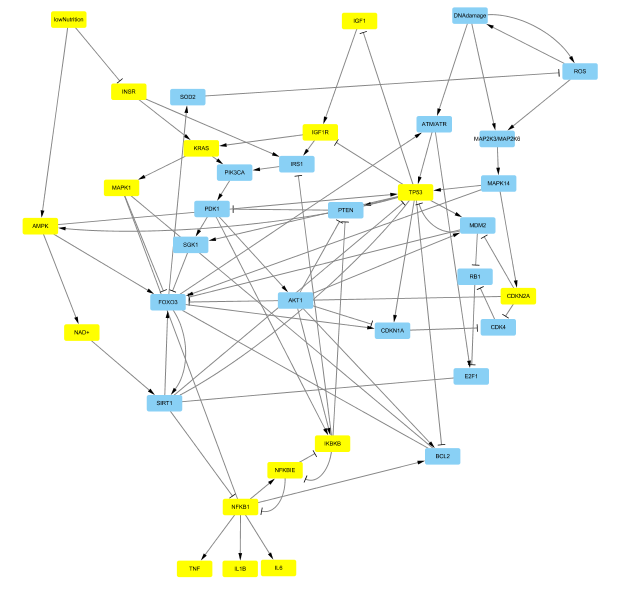 lowNutrition
IGF1
DNAdamage
ROS
INSR
SOD2
ATM/ATR
IGF1R
MAP2K3/MAP2K6
KRAS
IRS1
PIK3CA
MAPK14
MAPK1
TP53
PDK1
PTEN
AMPK
MDM2
SGK1
RB1
CDKN2A
FOXO3
AKT1
NAD+
CDKN1A
CDK4
E2F1
SIRT1
IKBKB
BCL2
NFKBIE
NFKB1
TNF
IL1B
IL6